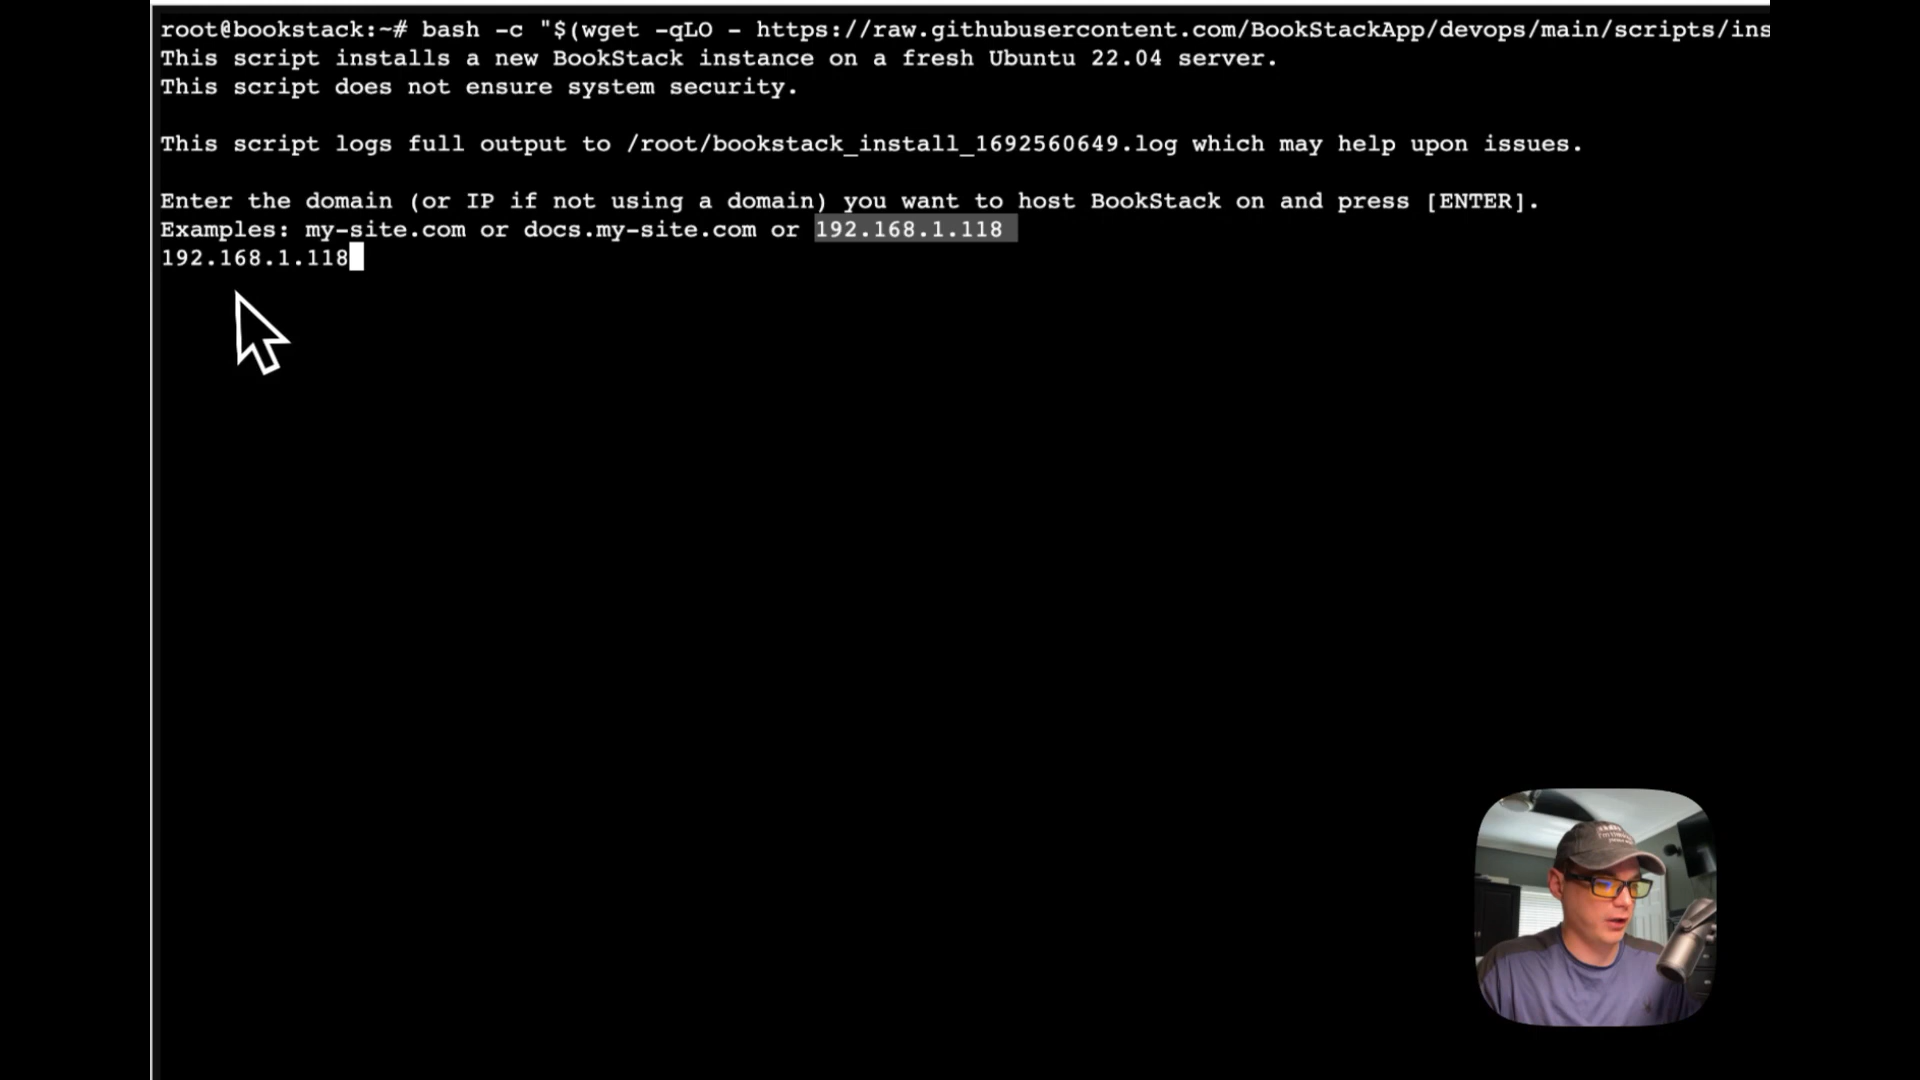 root@bookstack:~# bash -c "$(wget -qLO - https://raw.githubusercontent.com/BookStackApp/devops/main/scripts/ins
This script installs a new BookStack instance on a fresh Ubuntu 22.04 server.
This script does not ensure system security.
This script logs full output to /root/bookstack_install_1692560649.log which may help upon issues.
Enter the domain (or IP if not using a domain) you want to host BookStack on and press [ENTER].
Examples: my-site.com or docs.my-site.com or 192.168.1.118
192.168.1.118